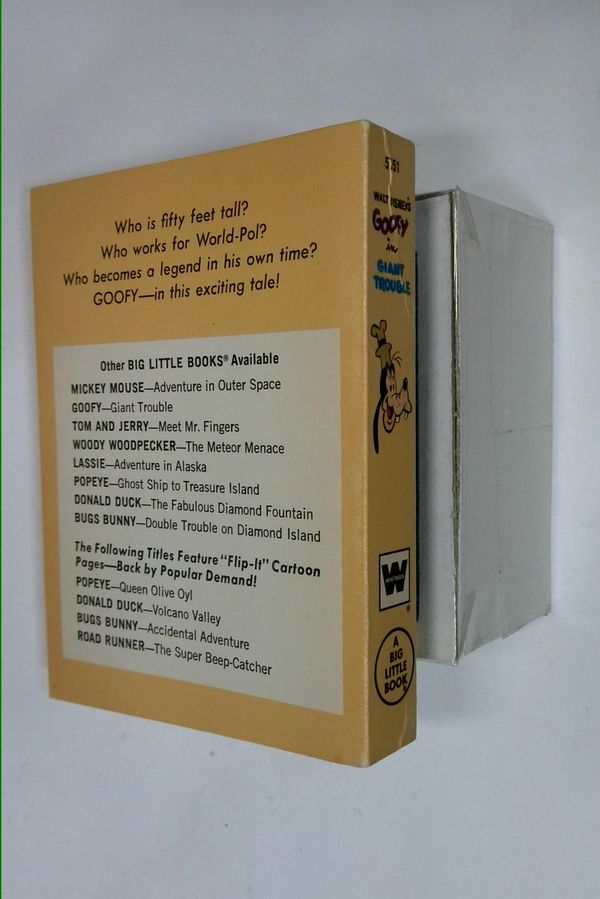 Who is fifty feet tall?
Who works for World-Pol?
Who becomes a legend in his own time?
GOOFY—in this exciting tale!
Other BIG LITTLE BOOKS® Available
MICKEY MOUSE—Adventure in Outer Space
GOOFY—Giant Trouble
TOM AND JERRY—Meet Mr. Fingers
WOODY WOODPECKER—The Meteor Menace
LASSIE—Adventure in Alaska
POPEYE—Ghost Ship to Treasure Island
DONALD DUCK—The Fabulous Diamond Fountain
BUGS BUNNY—Double Trouble on Diamond Island
The Following Titles Feature "Flip-It" Cartoon
Pages—Back by Popular Demand!
POPEYE—Queen Olive Oyl
DONALD DUCK—Volcano Valley
BUGS BUNNY—Accidental Adventure
ROAD RUNNER—The Super Beep-Catcher
WALT DISNEY'S
GOOFY
in
GIANT
TROUBLE
W
WHITMAN
®
A
BIG
LITTLE
BOOK®